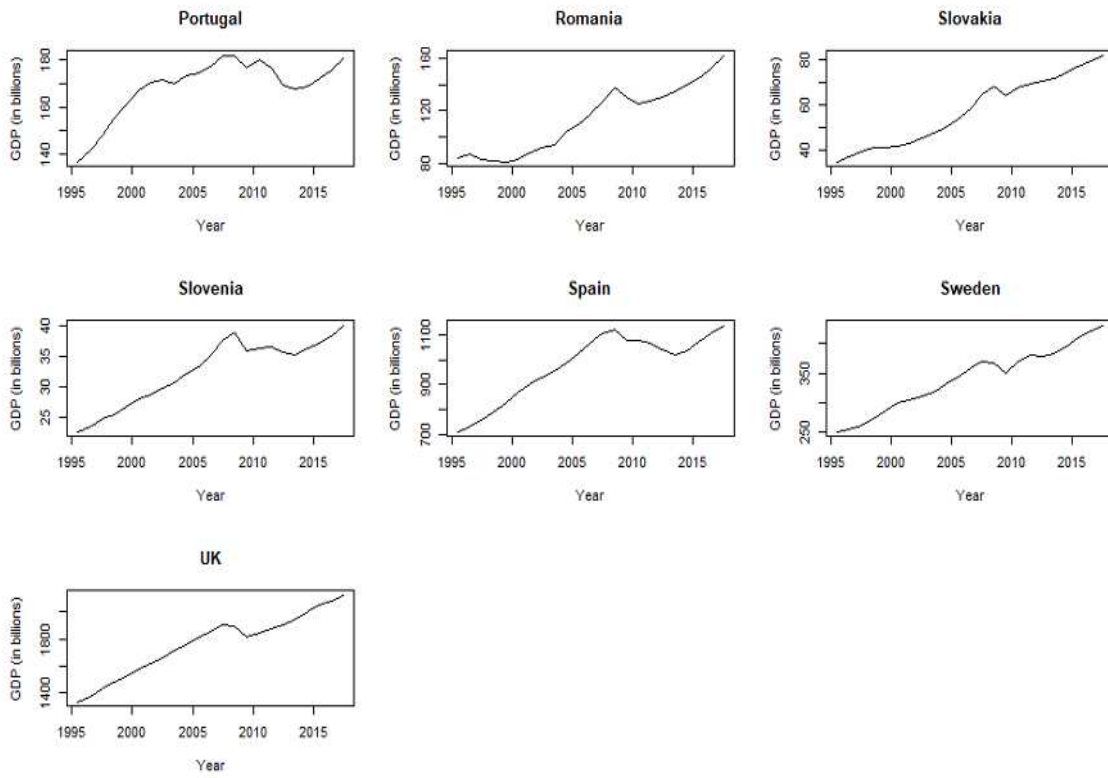 Portugal
GDP (in billions)
140 160 180
1995 2000 2005 2010 2015
Year
Romania
GDP (in billions)
80 120 160
1995 2000 2005 2010 2015
Year
Slovakia
GDP (in billions)
40 60 80
1995 2000 2005 2010 2015
Year
Slovenia
GDP (in billions)
25 30 35 40
1995 2000 2005 2010 2015
Year
Spain
GDP (in billions)
700 900 1100
1995 2000 2005 2010 2015
Year
Sweden
GDP (in billions)
250 350
1995 2000 2005 2010 2015
Year
UK
GDP (in billions)
1400 1800
1995 2000 2005 2010 2015
Year